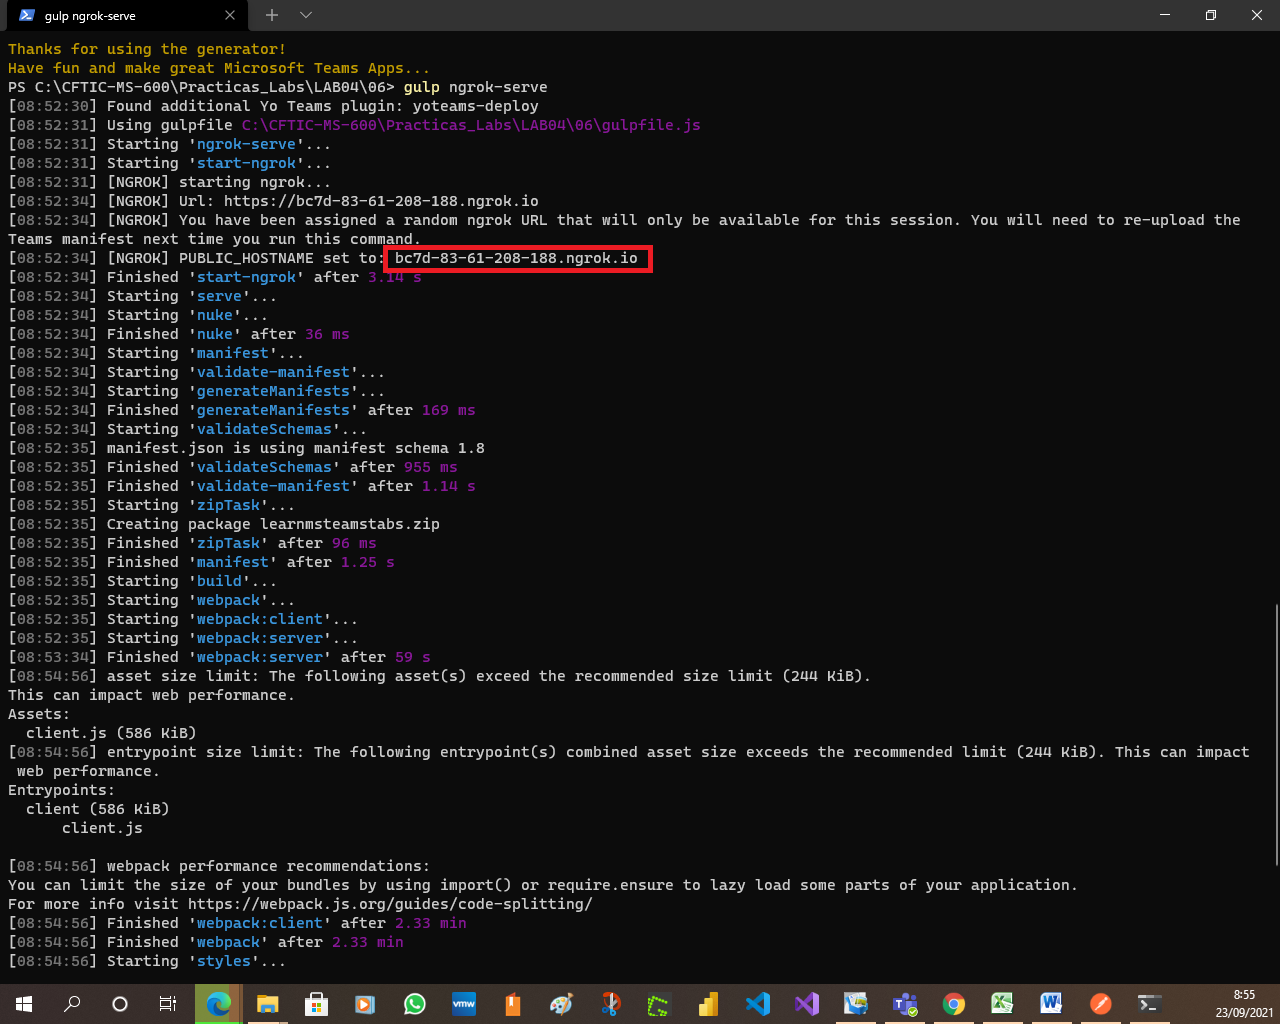 gulp ngrok-serve
Thanks for using the generator!
Have fun and make great Microsoft Teams Apps...
PS C:\CFTIC-MS-600\Practicas_Labs\LAB04\06> gulp ngrok-serve
[08:52:30] Found additional Yo Teams plugin: yoteams-deploy
[08:52:31] Using gulpfile C:\CFTIC-MS-600\Practicas_Labs\LAB04\06\gulpfile.js
[08:52:31] Starting 'ngrok-serve'...
[08:52:31] Starting 'start-ngrok'...
[08:52:31] [NGROK] starting ngrok...
[08:52:34] [NGROK] Url: https://bc7d-83-61-208-188.ngrok.io
[08:52:34] [NGROK] You have been assigned a random ngrok URL that will only be available for this session. You will need to re-upload the
Teams manifest next time you run this command.
[08:52:34] [NGROK] PUBLIC_HOSTNAME set to: bc7d-83-61-208-188.ngrok.io
[08:52:34] Finished 'start-ngrok' after 3.14 s
[08:52:34] Starting 'serve'...
[08:52:34] Starting 'nuke'...
[08:52:34] Finished 'nuke' after 36 ms
[08:52:34] Starting 'manifest'...
[08:52:34] Starting 'validate-manifest'...
[08:52:34] Starting 'generateManifests'...
[08:52:34] Finished 'generateManifests' after 169 ms
[08:52:34] Starting 'validateSchemas'...
[08:52:35] manifest.json is using manifest schema 1.8
[08:52:35] Finished 'validateSchemas' after 955 ms
[08:52:35] Finished 'validate-manifest' after 1.14 s
[08:52:35] Starting 'zipTask'...
[08:52:35] Creating package learnmsteamstabs.zip
[08:52:35] Finished 'zipTask' after 96 ms
[08:52:35] Finished 'manifest' after 1.25 s
[08:52:35] Starting 'build'...
[08:52:35] Starting 'webpack'...
[08:52:35] Starting 'webpack:client'...
[08:52:35] Starting 'webpack:server'...
[08:53:34] Finished 'webpack:server' after 59 s
[08:54:56] asset size limit: The following asset(s) exceed the recommended size limit (244 KiB).
This can impact web performance.
Assets:
client.js (586 KiB)
[08:54:56] entrypoint size limit: The following entrypoint(s) combined asset size exceeds the recommended limit (244 KiB). This can impact
web performance.
Entrypoints:
client (586 KiB)
client.js
[08:54:56] webpack performance recommendations:
You can limit the size of your bundles by using import() or require.ensure to lazy load some parts of your application.
For more info visit https://webpack.js.org/guides/code-splitting/
[08:54:56] Finished 'webpack:client' after 2.33 min
[08:54:56] Finished 'webpack' after 2.33 min
[08:54:56] Starting 'styles'...
vmw
8:55
23/09/2021